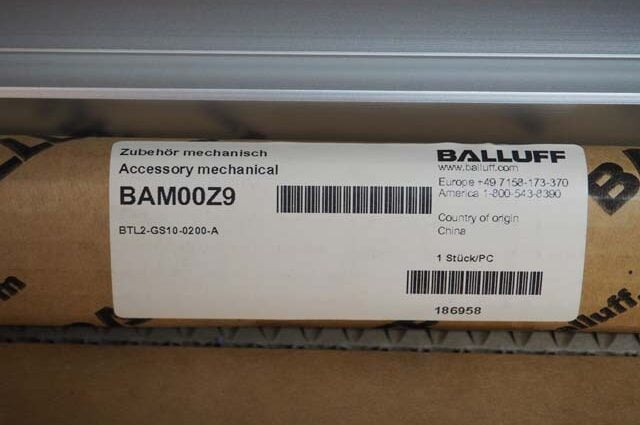 Zubehör mechanisch
Accessory mechanical
BAM00Z9
BTL2-GS10-0200-A
BALLUFF
www.balluff.com
Europe +49 7158-173-370
America 1-800-543-8390
Country of origin
China
1 Stück/PC
186958
Balluff.
m